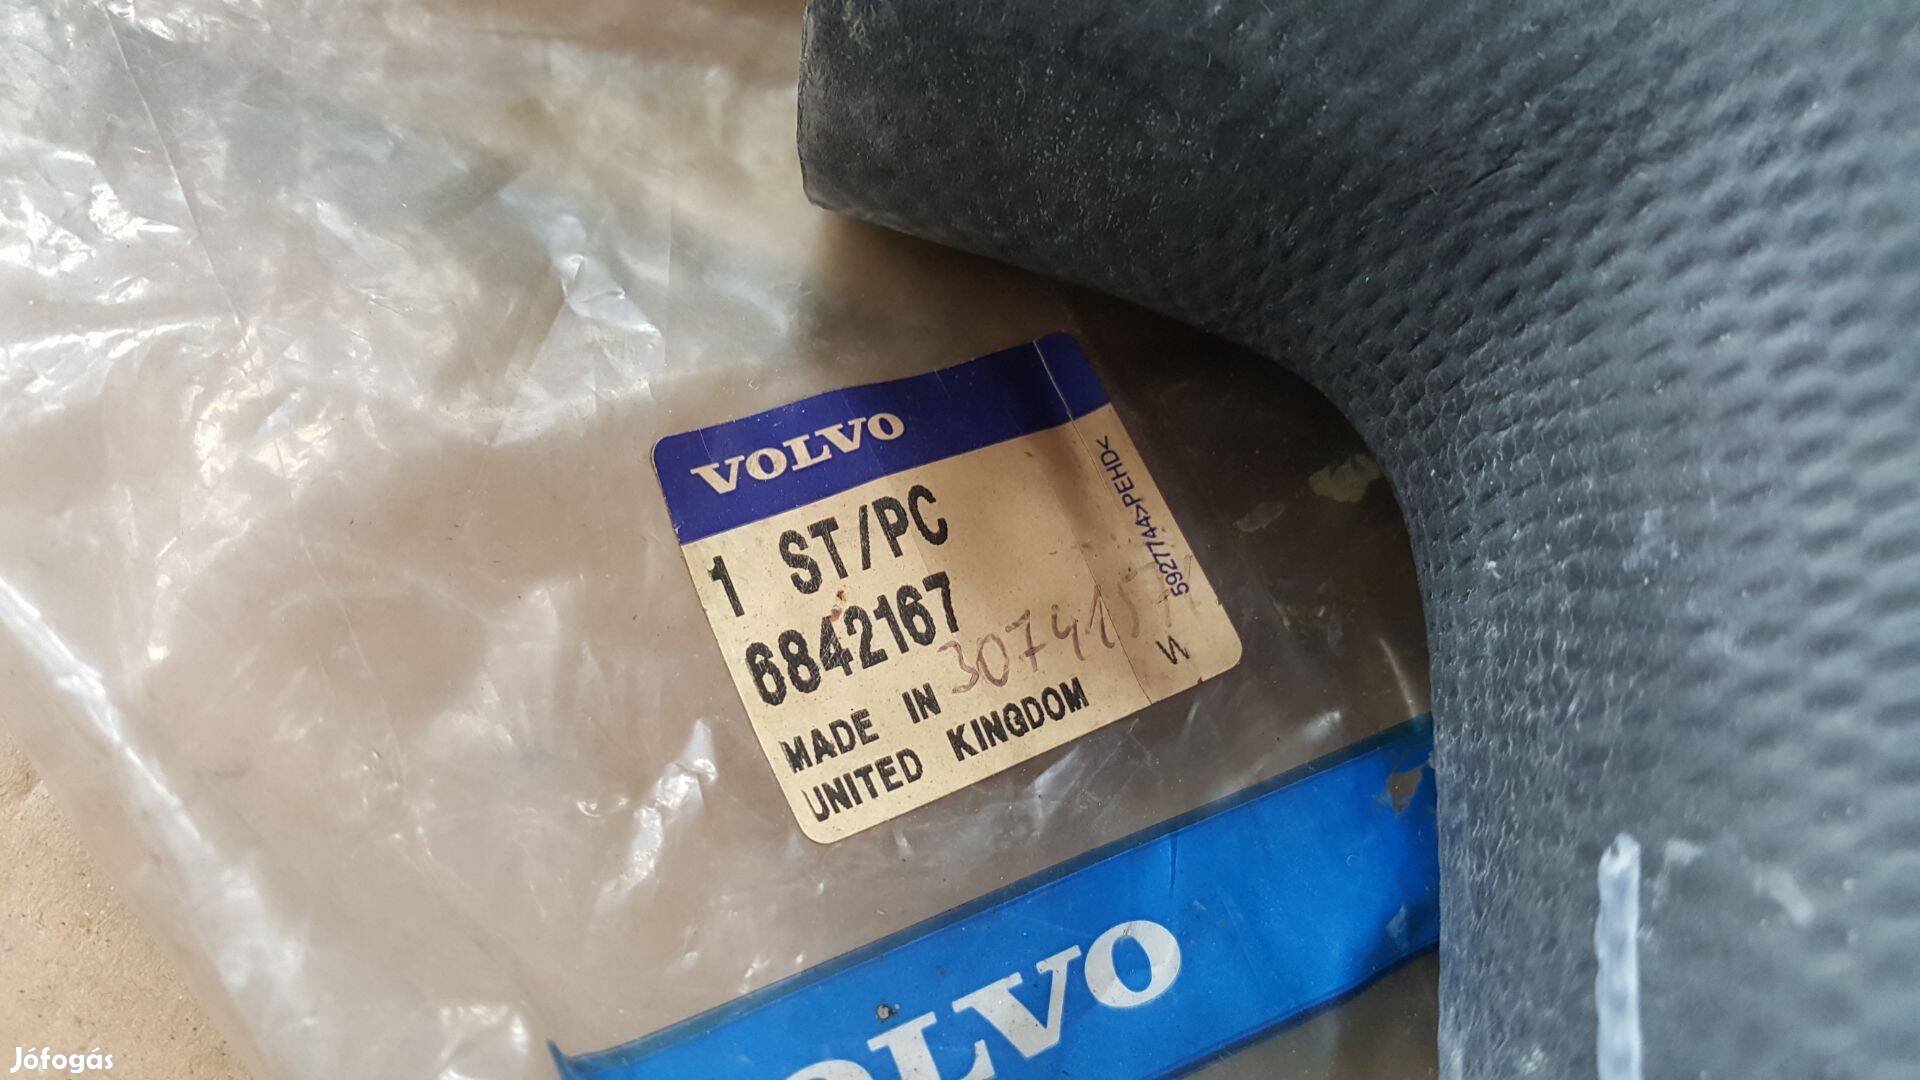 VOLVO
1 ST/PC
6842167
MADE IN
UNITED KINGDOM
5927744>PEHD<
VOLVO
Jófogás